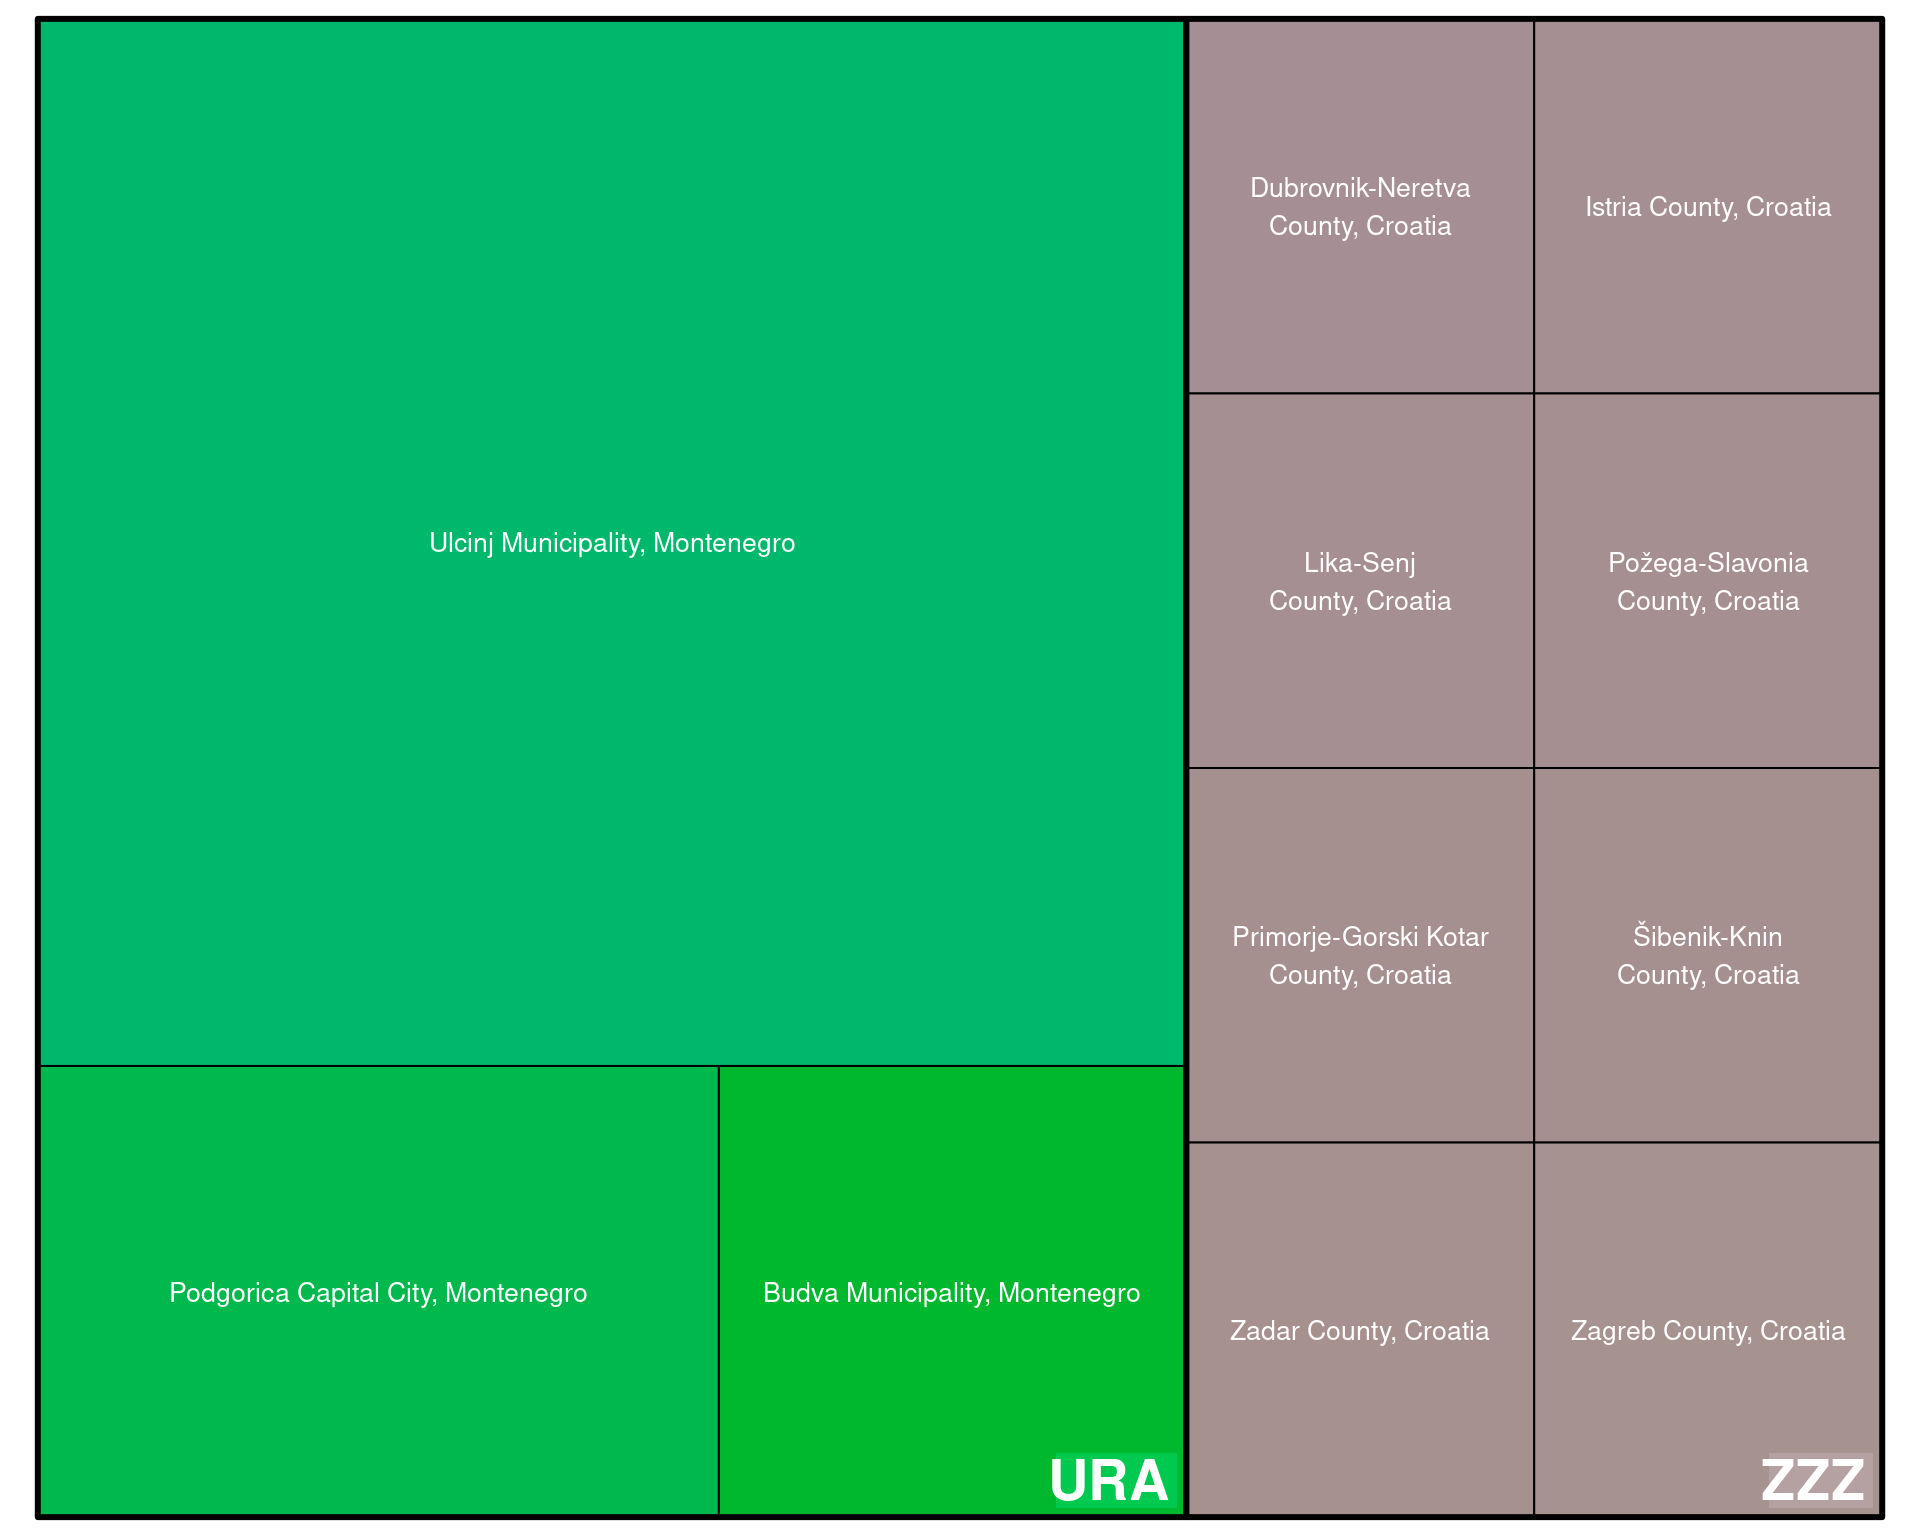 Ulcinj Municipality, Montenegro
Podgorica Capital City, Montenegro
Budva Municipality, Montenegro
URA
Dubrovnik-Neretva
County, Croatia
Istria County, Croatia
Lika-Senj
County, Croatia
Požega-Slavonia
County, Croatia
Primorje-Gorski Kotar
County, Croatia
Šibenik-Knin
County, Croatia
Zadar County, Croatia
Zagreb County, Croatia
ZZZ